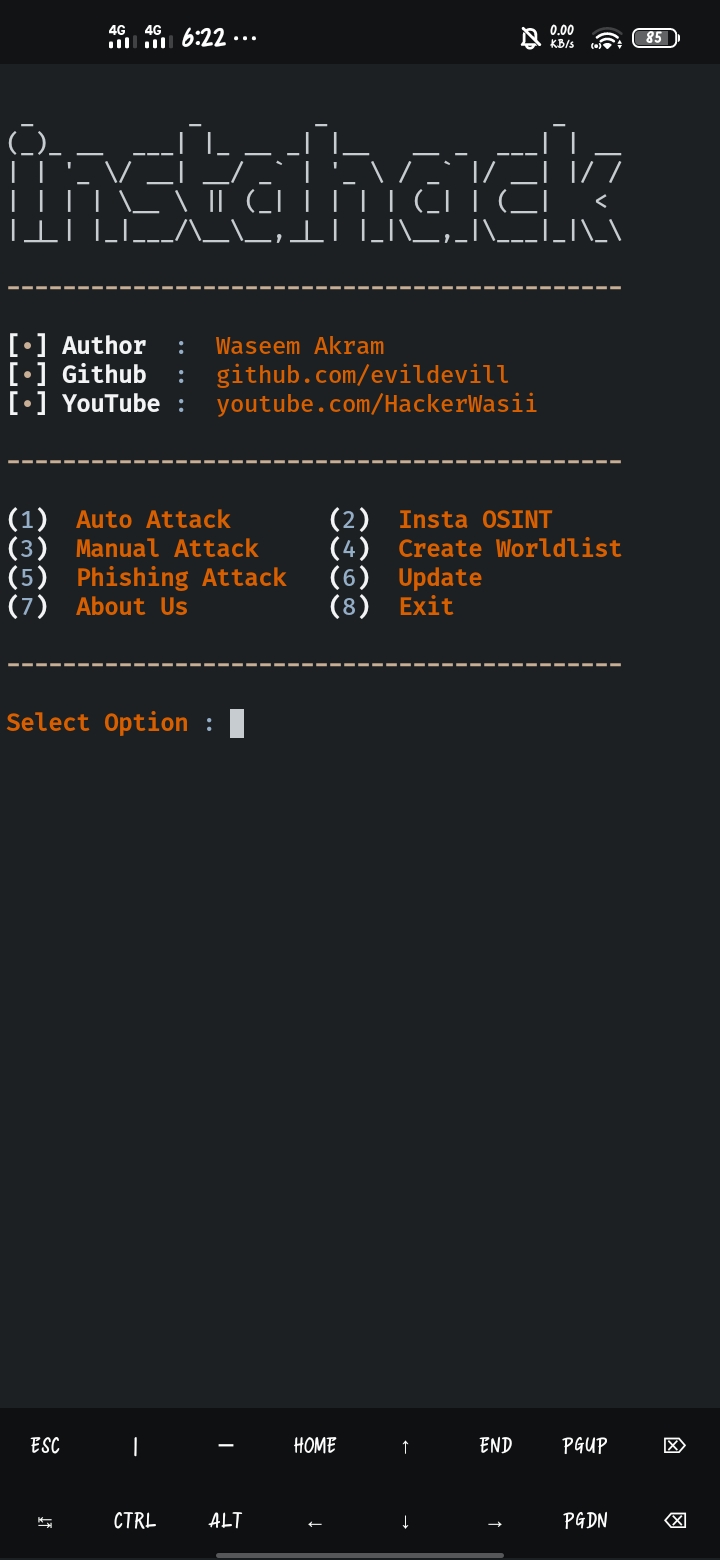 4G 4G 6:22 ... 0.00 KB/s 85
instahack
---------------------------------------------
[•] Author : Waseem Akram
[•] Github : github.com/evildevill
[•] YouTube : youtube.com/HackerWasii
---------------------------------------------
(1) Auto Attack (2) Insta OSINT
(3) Manual Attack (4) Create Worldlist
(5) Phishing Attack (6) Update
(7) About Us (8) Exit
---------------------------------------------
Select Option :
ESC | — HOME ↑ END PGUP ⌦
↹ CTRL ALT ← ↓ → PGDN ⌫